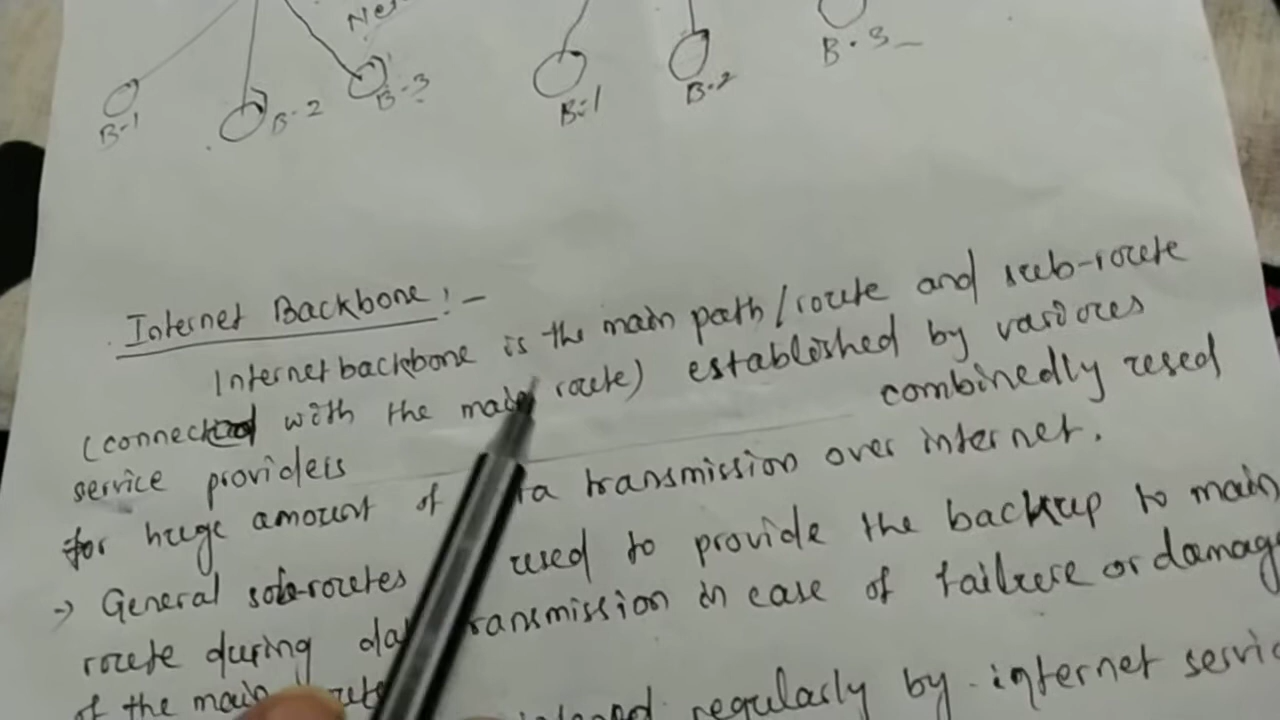 Net
B-1
B-2
B-3
B-1
B-2
B-3
Internet Backbone :-
Internet backbone is the main path/route and sub-route
(connected with the main route) established by various
service providers combinedly used
for huge amount of transmission over internet.
→ General sub-routes used to provide the backup to main
route during transmission in case of failure or damage
of the main route
regularly by internet